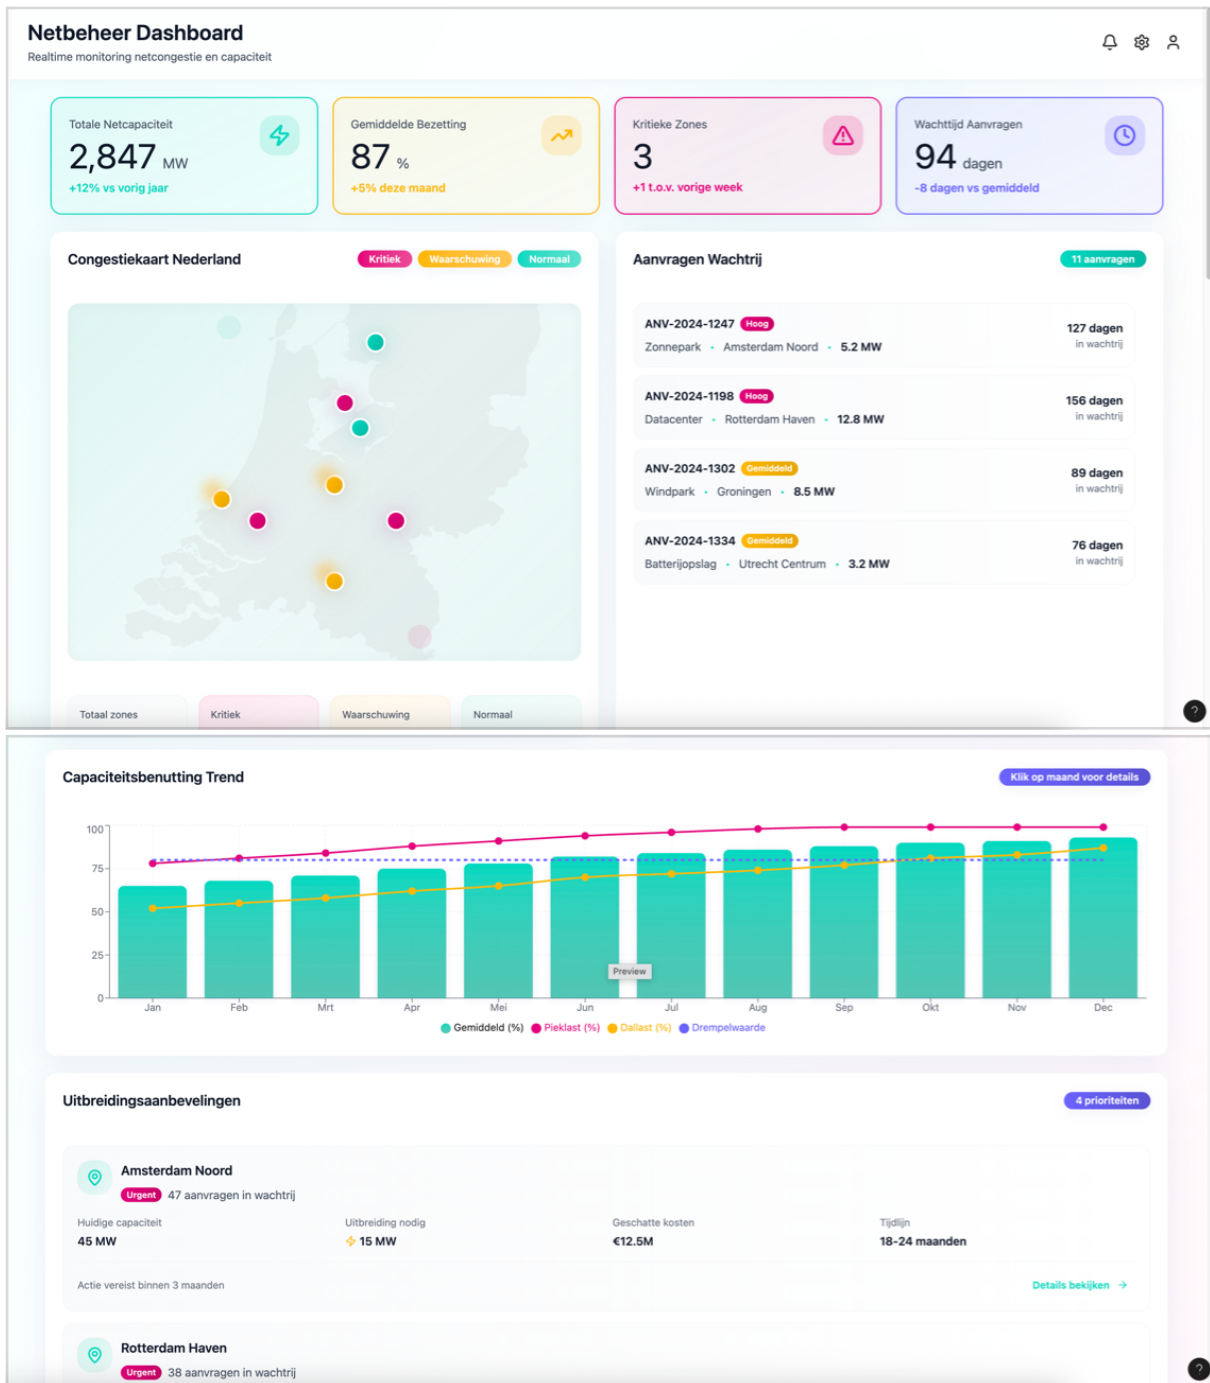 Netbeheer Dashboard
Realtime monitoring netcongestie en capaciteit
Totale Netcapaciteit
2,847 MW
+12% vs vorig jaar
Gemiddelde Bezetting
87 %
+5% deze maand
Kritieke Zones
3
+1 t.o.v. vorige week
Wachttijd Aanvragen
94 dagen
-8 dagen vs gemiddeld
Congestiekaart Nederland
Kritiek Waarschuwing Normaal
Totaal zones
Kritiek
Waarschuwing
Normaal
Aanvragen Wachtrij
11 aanvragen
ANV-2024-1247 Hoog
Zonnepark • Amsterdam Noord • 5.2 MW
127 dagen
in wachtrij
ANV-2024-1198 Hoog
Datacenter • Rotterdam Haven • 12.8 MW
156 dagen
in wachtrij
ANV-2024-1302 Gemiddeld
Windpark • Groningen • 8.5 MW
89 dagen
in wachtrij
ANV-2024-1334 Gemiddeld
Batterijopslag • Utrecht Centrum • 3.2 MW
76 dagen
in wachtrij
?
Capaciteitsbenutting Trend
Klik op maand voor details
100
75
50
25
0
Preview
Jan Feb Mrt Apr Mei Jun Jul Aug Sep Okt Nov Dec
Gemiddeld (%) Pieklast (%) Dallast (%) Drempelwaarde
Uitbreidingsaanbevelingen
4 prioriteiten
Amsterdam Noord
Urgent 47 aanvragen in wachtrij
Huidige capaciteit
45 MW
Uitbreiding nodig
15 MW
Geschatte kosten
€12.5M
Tijdlijn
18-24 maanden
Actie vereist binnen 3 maanden
Details bekijken →
Rotterdam Haven
Urgent 38 aanvragen in wachtrij
?